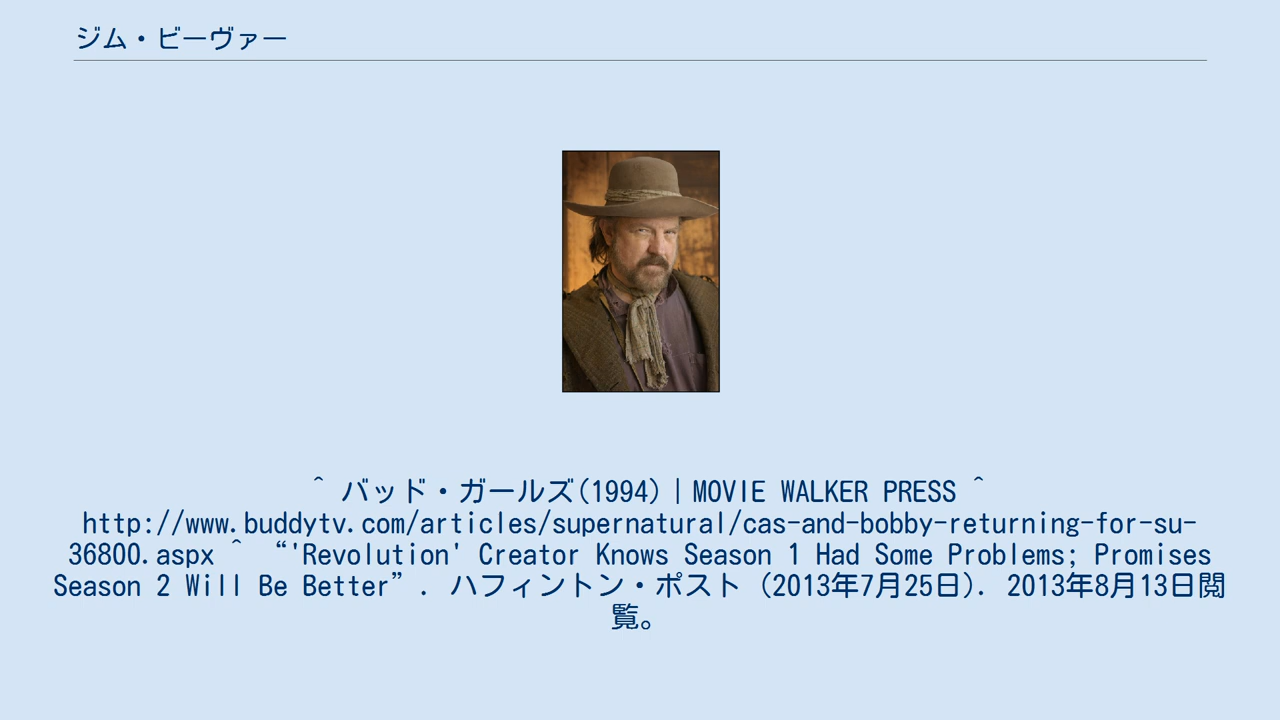 ジム・ビーヴァー
^ バッド・ガールズ(1994)｜MOVIE WALKER PRESS ^
http://www.buddytv.com/articles/supernatural/cas-and-bobby-returning-for-su-
36800.aspx ^ “'Revolution' Creator Knows Season 1 Had Some Problems; Promises
Season 2 Will Be Better”. ハフィントン・ポスト (2013年7月25日). 2013年8月13日閲
覧。